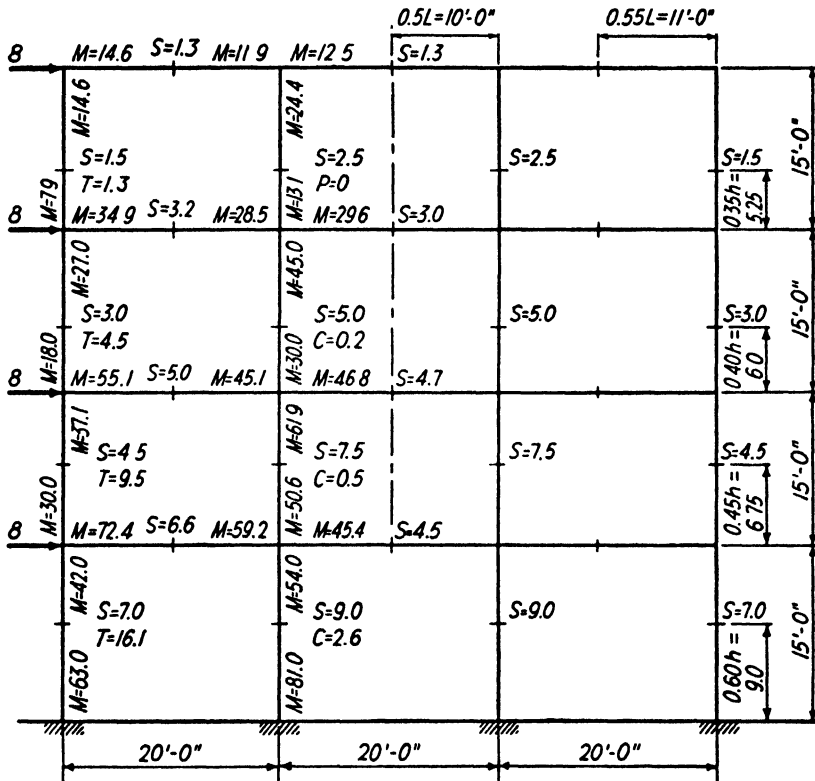 0.5L=10'-0" 0.55L=11'-0"
8 M=14.6 S=1.3 M=11 9 M=12 5 S=1.3
M=14.6 M=24.4
S=1.5 S=2.5 S=2.5 S=1.5
T=1.3 P=0
M=79 M=13 1 0.35h= 5.25 15'-0"
8 M=34 9 S=3.2 M=28.5 M=296 S=3.0
M=27.0 M=45.0
S=3.0 S=5.0 S=5.0 S=3.0
T=4.5 C=0.2
M=18.0 M=30.0 0.40h= 6.0 15'-0"
8 M=55.1 S=5.0 M=45.1 M=46 8 S=4.7
M=37.1 M=619
S=4 5 S=7.5 S=7.5 S=4.5
T=9.5 C=0.5
M=30.0 M=50.6 0.45h= 675 15'-0"
8 M=72.4 S=6.6 M=59.2 M=45.4 S=4.5
M=42.0 M=54.0
S=7.0 S=9.0 S=9.0 S=7.0
T=16.1 C=2.6
M=63.0 M=81.0 0.60h= 9.0 15'-0"
20'-0" 20'-0" 20'-0"